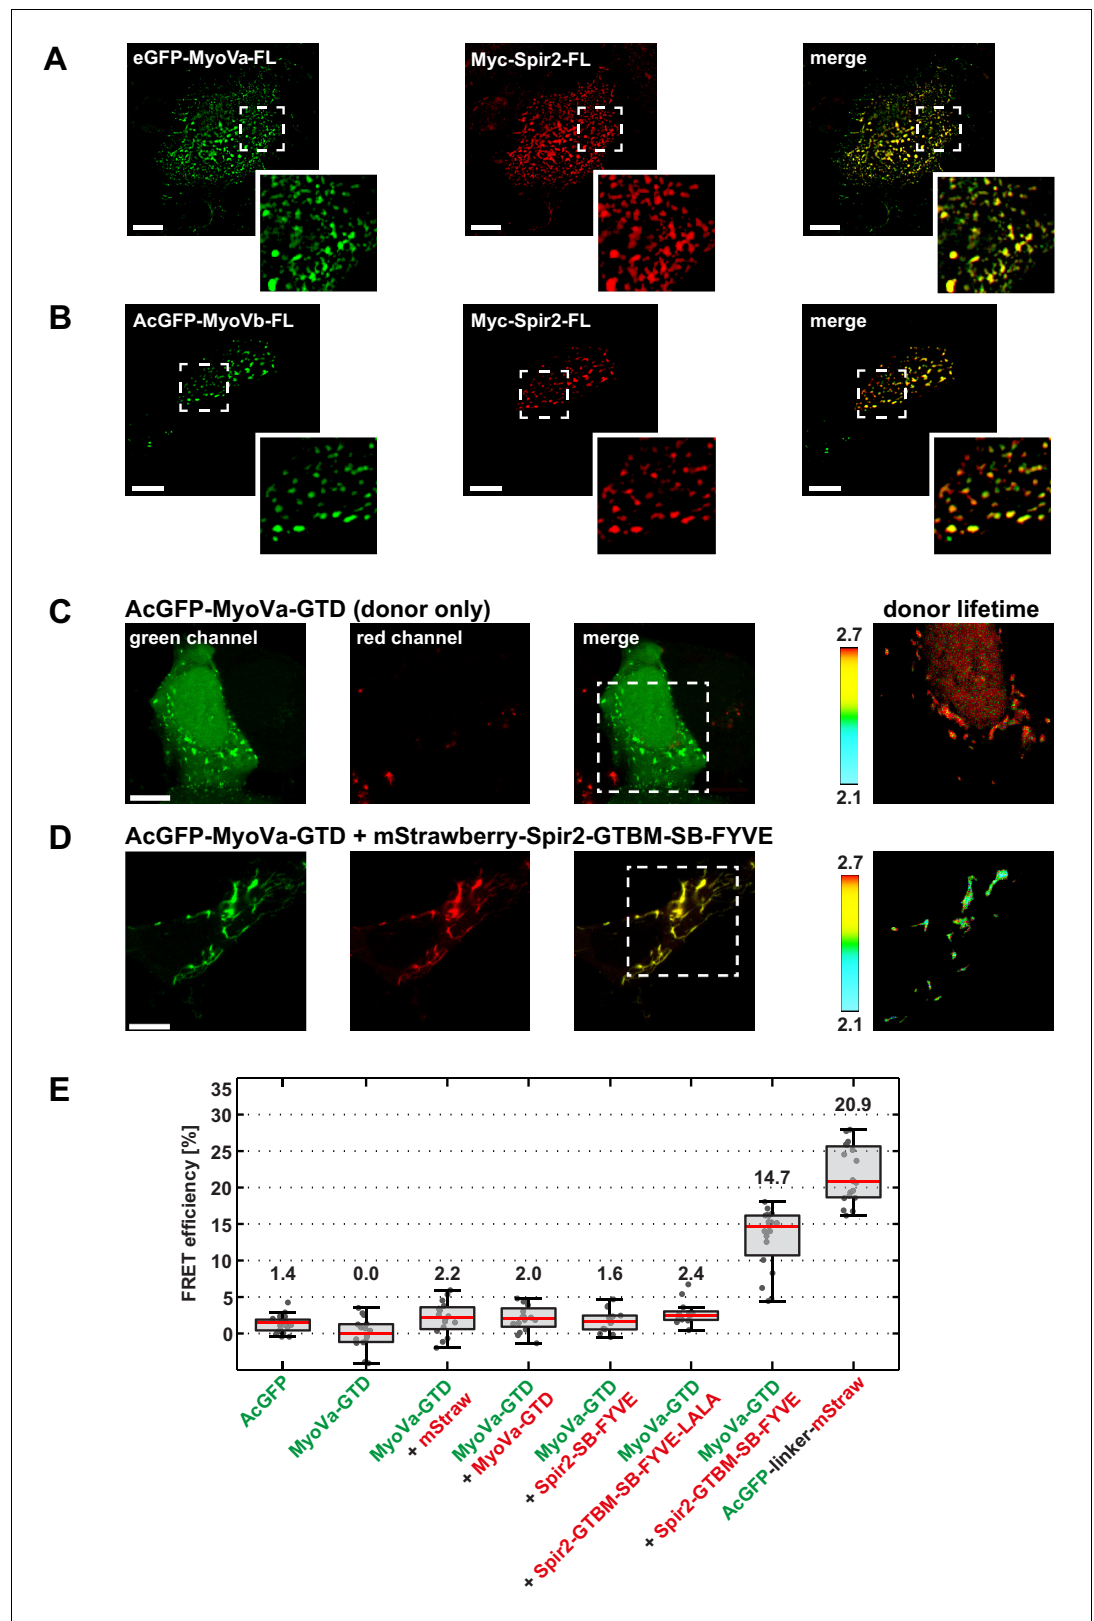 A
eGFP-MyoVa-FL
Myc-Spir2-FL
merge
B
AcGFP-MyoVb-FL
Myc-Spir2-FL
merge
C
AcGFP-MyoVa-GTD (donor only)
donor lifetime
green channel
red channel
merge
2.7
2.1
D
AcGFP-MyoVa-GTD + mStrawberry-Spir2-GTBM-SB-FYVE
2.7
2.1
E
FRET efficiency [%]
35
30
25
20
15
10
5
0
1.4
0.0
2.2
2.0
1.6
2.4
14.7
20.9
AcGFP
MyoVa-GTD
MyoVa-GTD
+ mStraw
MyoVa-GTD
+ MyoVa-GTD
MyoVa-GTD
+ Spir2-SB-FYVE
MyoVa-GTD
+ Spir2-GTBM-SB-FYVE-LALA
MyoVa-GTD
+ Spir2-GTBM-SB-FYVE
AcGFP-linker-mStraw